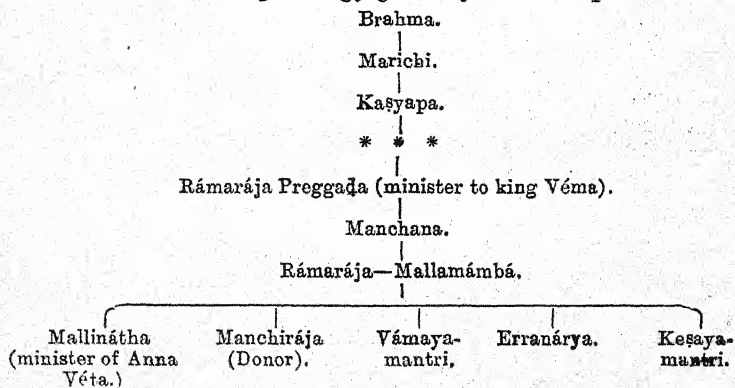 Brahma.
Marichi.
Kaṣyapa.
* * *
Rámarája Preggaḍa (minister to king Véma).
Manchana.
Rámarája—Mallamámbá.
Mallinátha Manchirája Vámaya- Erranárya. Keṣaya-
(minister of Anna (Donor). mantri. mantri.
Véta.)